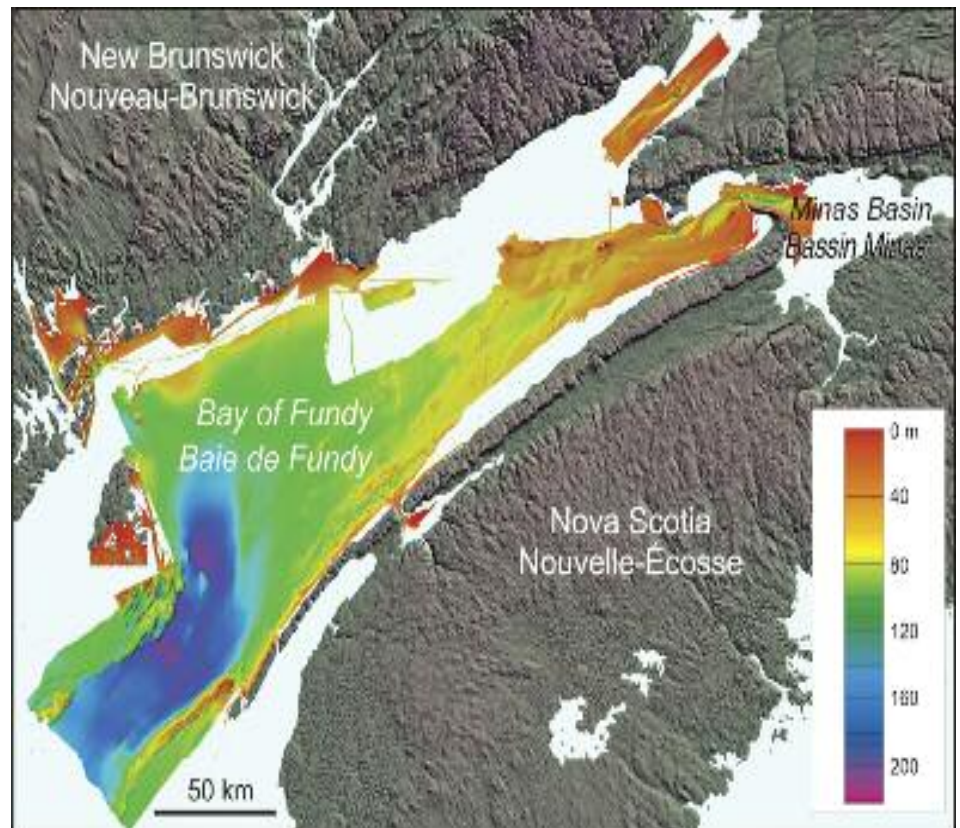 New Brunswick
Nouveau-Brunswick
Minas Basin
Bassin Minas
Bay of Fundy
Baie de Fundy
Nova Scotia
Nouvelle-Écosse
0 m
40
80
120
160
200
50 km